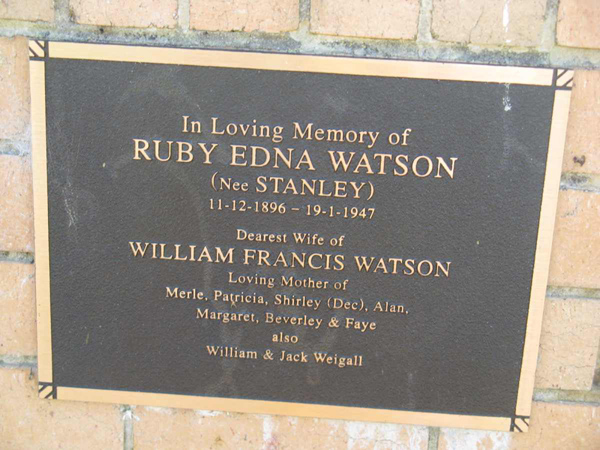 In Loving Memory of
RUBY EDNA WATSON
(Nee STANLEY)
11-12-1896 - 19-1-1947
Dearest Wife of
WILLIAM FRANCIS WATSON
Loving Mother of
Merle, Patricia, Shirley (Dec), Alan,
Margaret, Beverley & Faye
also
William & Jack Weigall